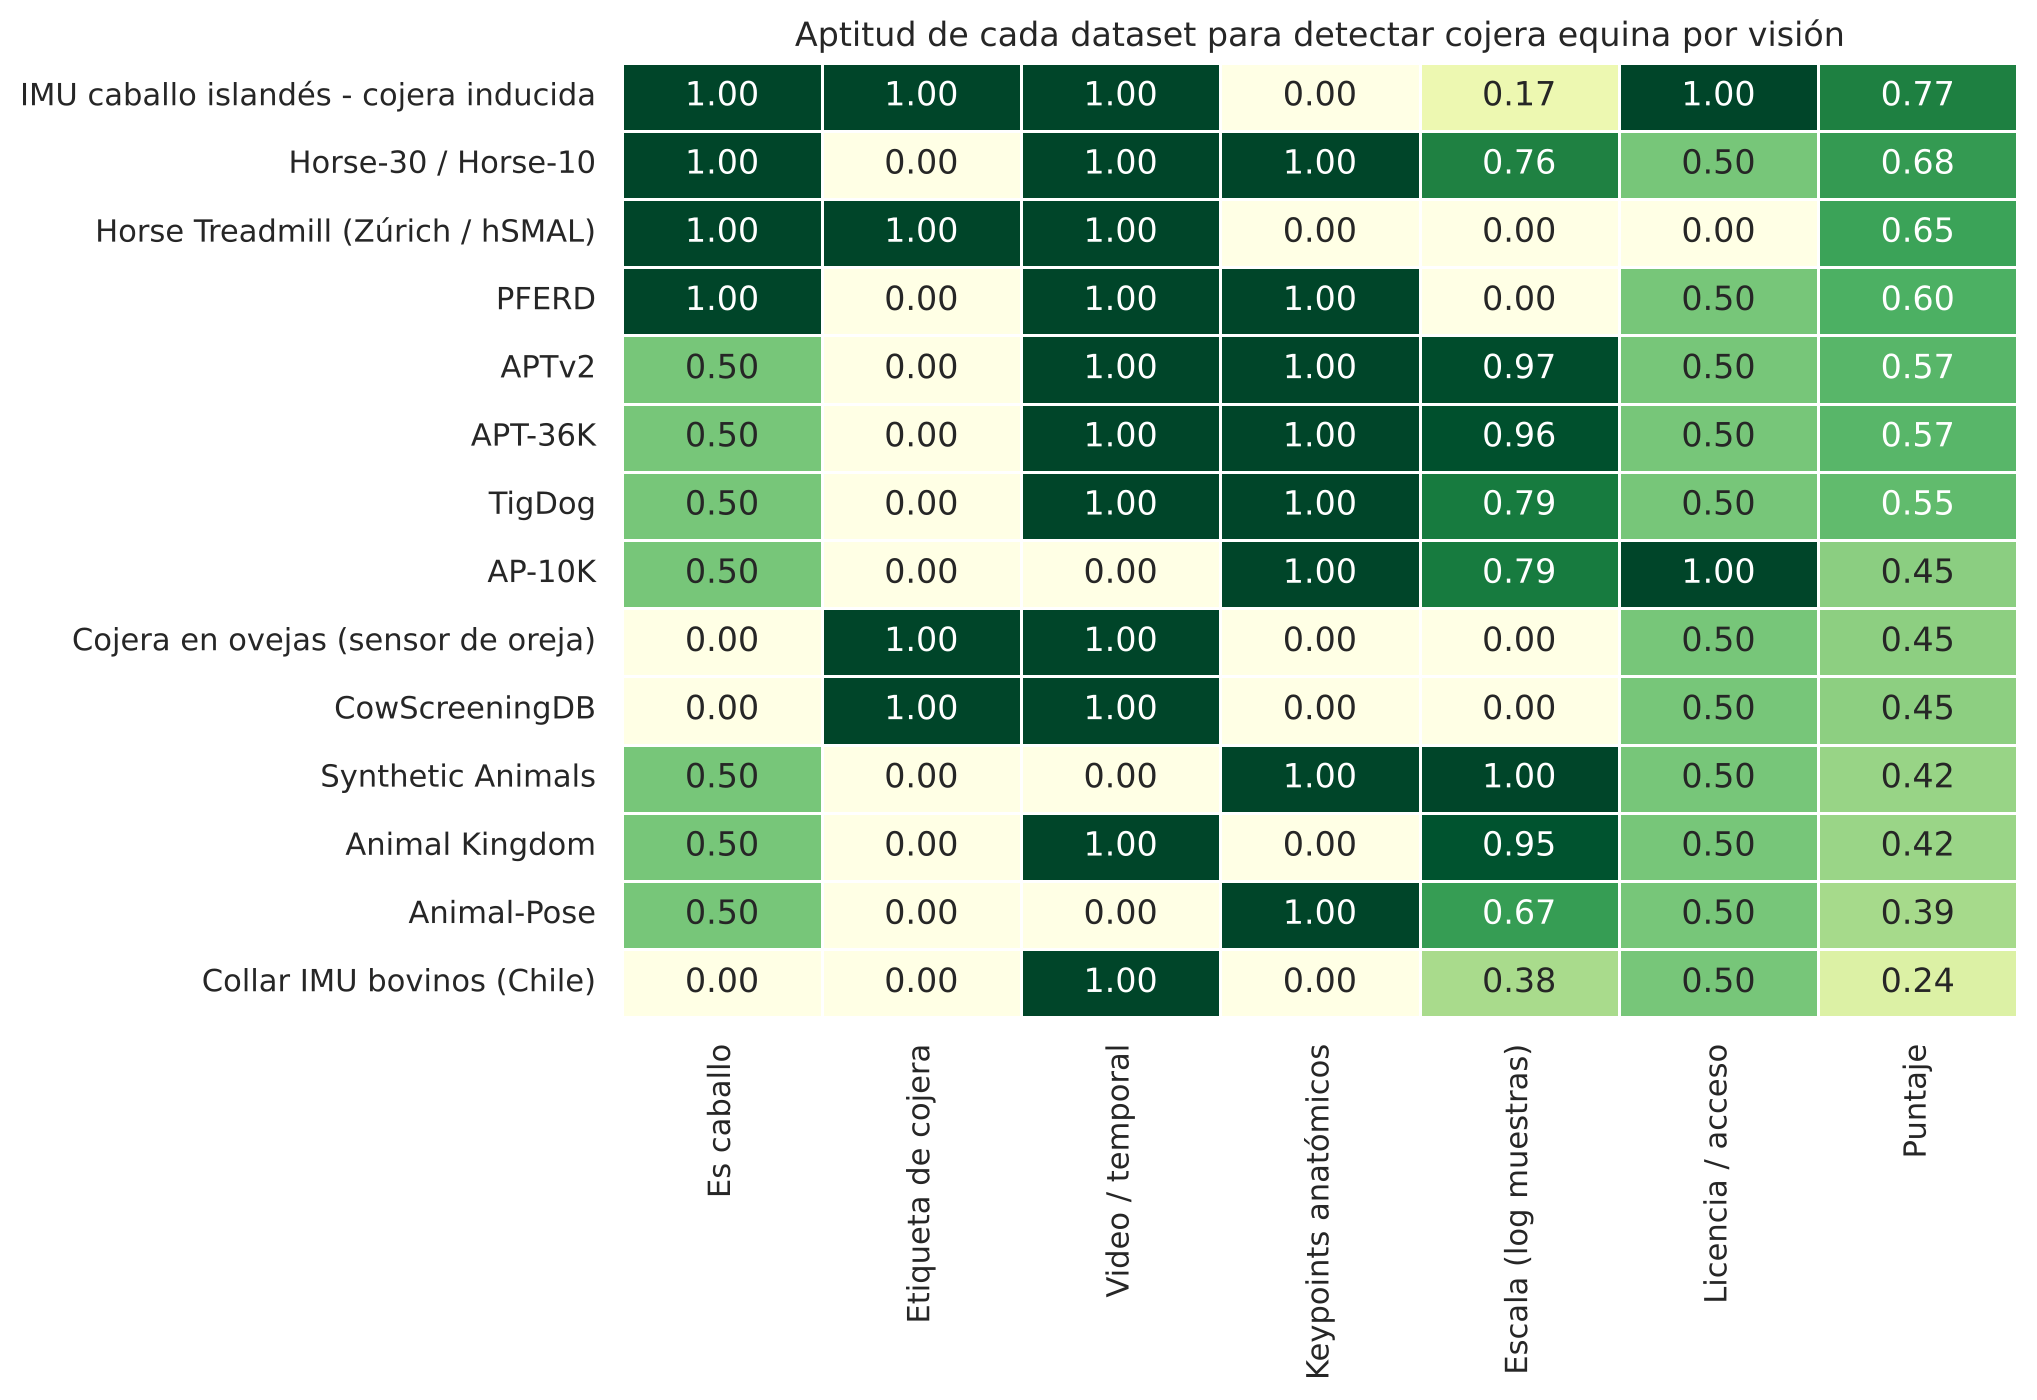 Aptitud de cada dataset para detectar cojera equina por visión
IMU caballo islandés - cojera inducida 1.00 1.00 1.00 0.00 0.17 1.00 0.77
Horse-30 / Horse-10 1.00 0.00 1.00 1.00 0.76 0.50 0.68
Horse Treadmill (Zúrich / hSMAL) 1.00 1.00 1.00 0.00 0.00 0.00 0.65
PFERD 1.00 0.00 1.00 1.00 0.00 0.50 0.60
APTv2 0.50 0.00 1.00 1.00 0.97 0.50 0.57
APT-36K 0.50 0.00 1.00 1.00 0.96 0.50 0.57
TigDog 0.50 0.00 1.00 1.00 0.79 0.50 0.55
AP-10K 0.50 0.00 0.00 1.00 0.79 1.00 0.45
Cojera en ovejas (sensor de oreja) 0.00 1.00 1.00 0.00 0.00 0.50 0.45
CowScreeningDB 0.00 1.00 1.00 0.00 0.00 0.50 0.45
Synthetic Animals 0.50 0.00 0.00 1.00 1.00 0.50 0.42
Animal Kingdom 0.50 0.00 1.00 0.00 0.95 0.50 0.42
Animal-Pose 0.50 0.00 0.00 1.00 0.67 0.50 0.39
Collar IMU bovinos (Chile) 0.00 0.00 1.00 0.00 0.38 0.50 0.24
Es caballo
Etiqueta de cojera
Video / temporal
Keypoints anatómicos
Escala (log muestras)
Licencia / acceso
Puntaje